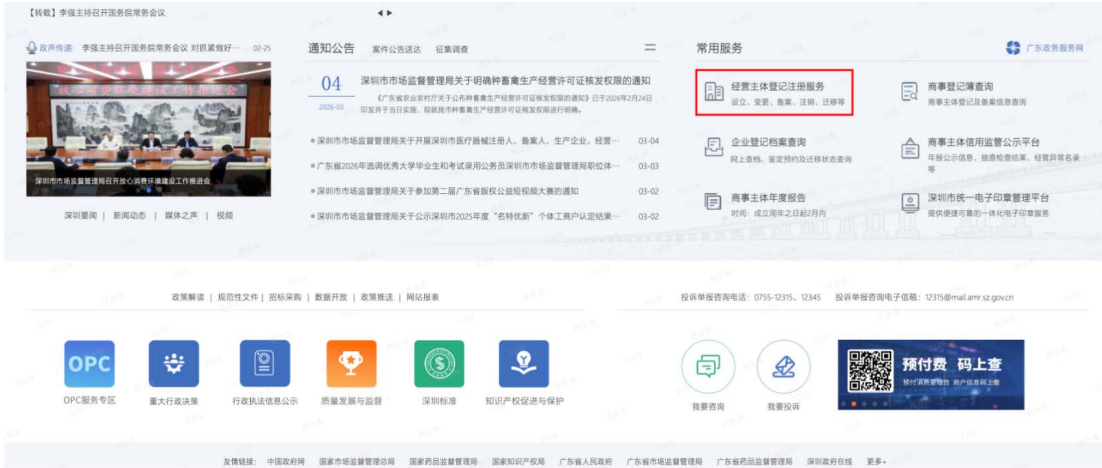 【转载】李强主持召开国务院常务会议
政声传递: 李强主持召开国务院常务会议 对抓紧做好… 02-25
放心消费环境建设工作推进会
深圳市市场监督管理局召开放心消费环境建设工作推进会
深圳要闻 | 新闻动态 | 媒体之声 | 视频
通知公告 案件公告送达 征集调查
04
2026-03
深圳市市场监督管理局关于明确种畜禽生产经营许可证核发权限的通知
《广东省农业农村厅关于公布种畜禽生产经营许可证核发权限的通知》已于2026年2月24日
印发并于当日实施，现就我市种畜禽生产经营许可证核发权限进行明确。
深圳市市场监督管理局关于开展深圳市医疗器械注册人、备案人、生产企业、经营… 03-04
广东省2026年选调优秀大学毕业生和考试录用公务员深圳市市场监督管理局职位体… 03-03
深圳市市场监督管理局关于参加第二届广东省版权公益短视频大赛的通知 03-02
深圳市市场监督管理局关于公示深圳市2025年度“名特优新”个体工商户认定结果… 03-02
常用服务 广东政务服务网
经营主体登记注册服务
设立、变更、备案、注销、迁移等
商事登记簿查询
商事主体登记及备案信息查询
企业登记档案查询
网上查档、鉴定预约及迁移状态查询
商事主体信用监管公示平台
年报公示信息、抽查检查结果、经营异常名录
等
商事主体年度报告
时间：成立周年之日起2月内
深圳市统一电子印章管理平台
提供便捷可靠的一体化电子印章服务
政策解读 | 规范性文件 | 招标采购 | 数据开放 | 政策推送 | 网站报表
投诉举报咨询电话：0755-12315、12345 投诉举报咨询电子信箱：12315@mail.amr.sz.gov.cn
OPC
OPC服务专区
重大行政决策
行政执法信息公示
质量发展与监督
深圳标准
知识产权促进与保护
我要咨询
我要投诉
预付费 码上查
预付消费管理 商户信息码上查
友情链接： 中国政府网 国家市场监督管理总局 国家药品监督管理局 国家知识产权局 广东省人民政府 广东省市场监督管理局 广东省药品监督管理局 深圳政府在线 更多+